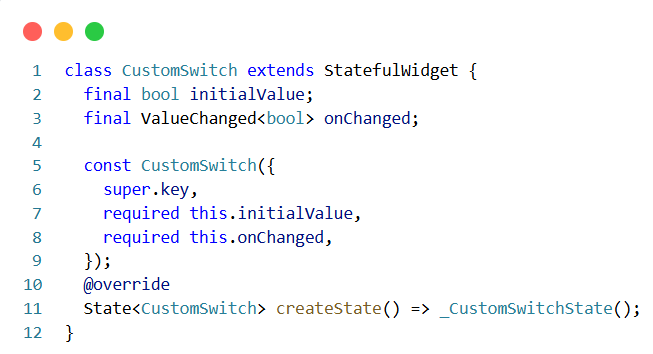 1 class CustomSwitch extends StatefulWidget {
2   final bool initialValue;
3   final ValueChanged<bool> onChanged;
4
5   const CustomSwitch({
6     super.key,
7     required this.initialValue,
8     required this.onChanged,
9   });
10   @override
11   State<CustomSwitch> createState() => _CustomSwitchState();
12 }